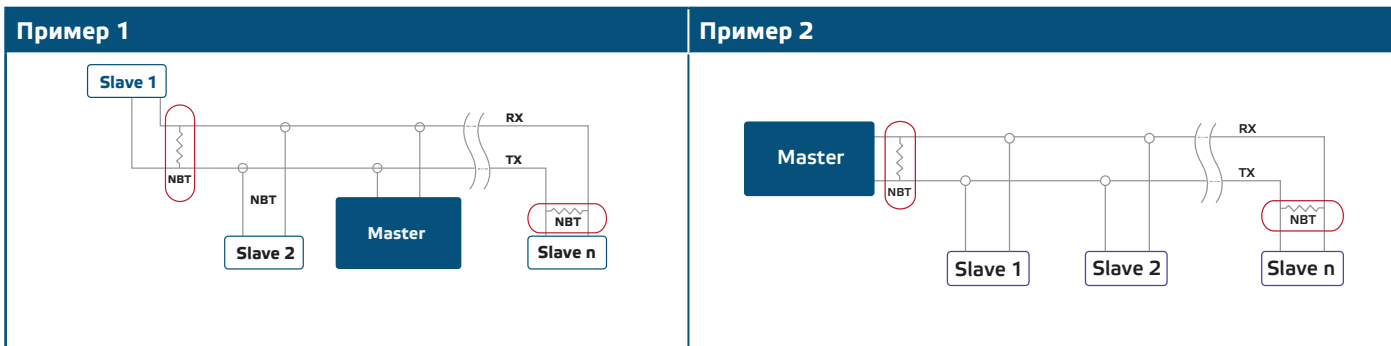 Пример 1
Slave 1
RX
TX
NBT
NBT
Master
NBT
Slave 2
Slave n
Пример 2
Master
RX
TX
NBT
NBT
Slave 1
Slave 2
Slave n